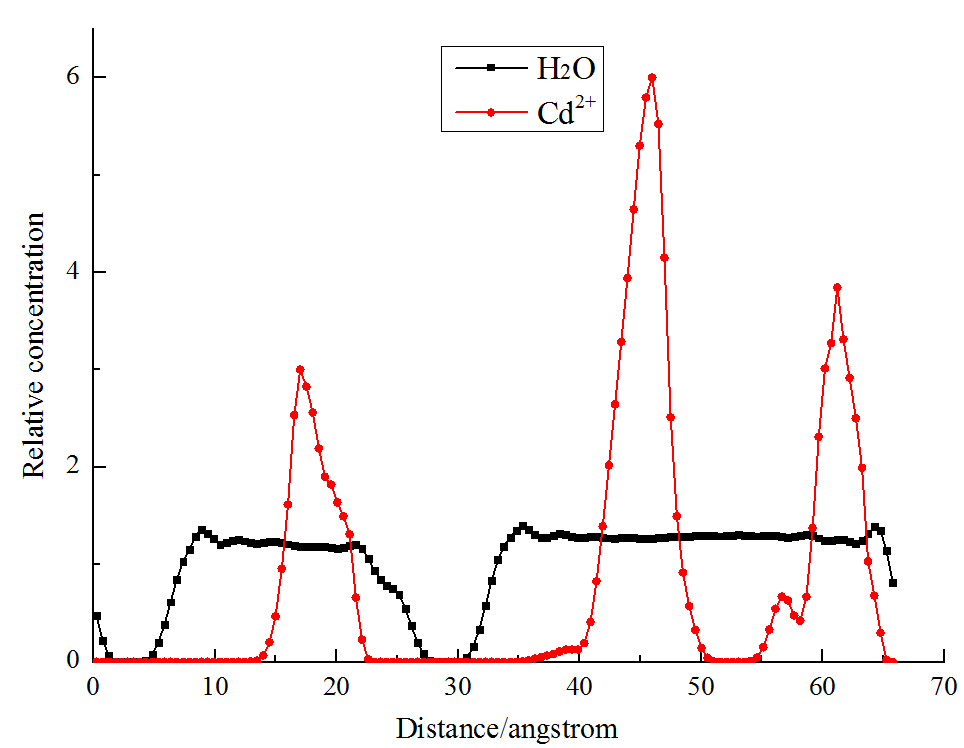 H₂O
Cd²⁺
Relative concentration
6
4
2
0
0 10 20 30 40 50 60 70
Distance/angstrom